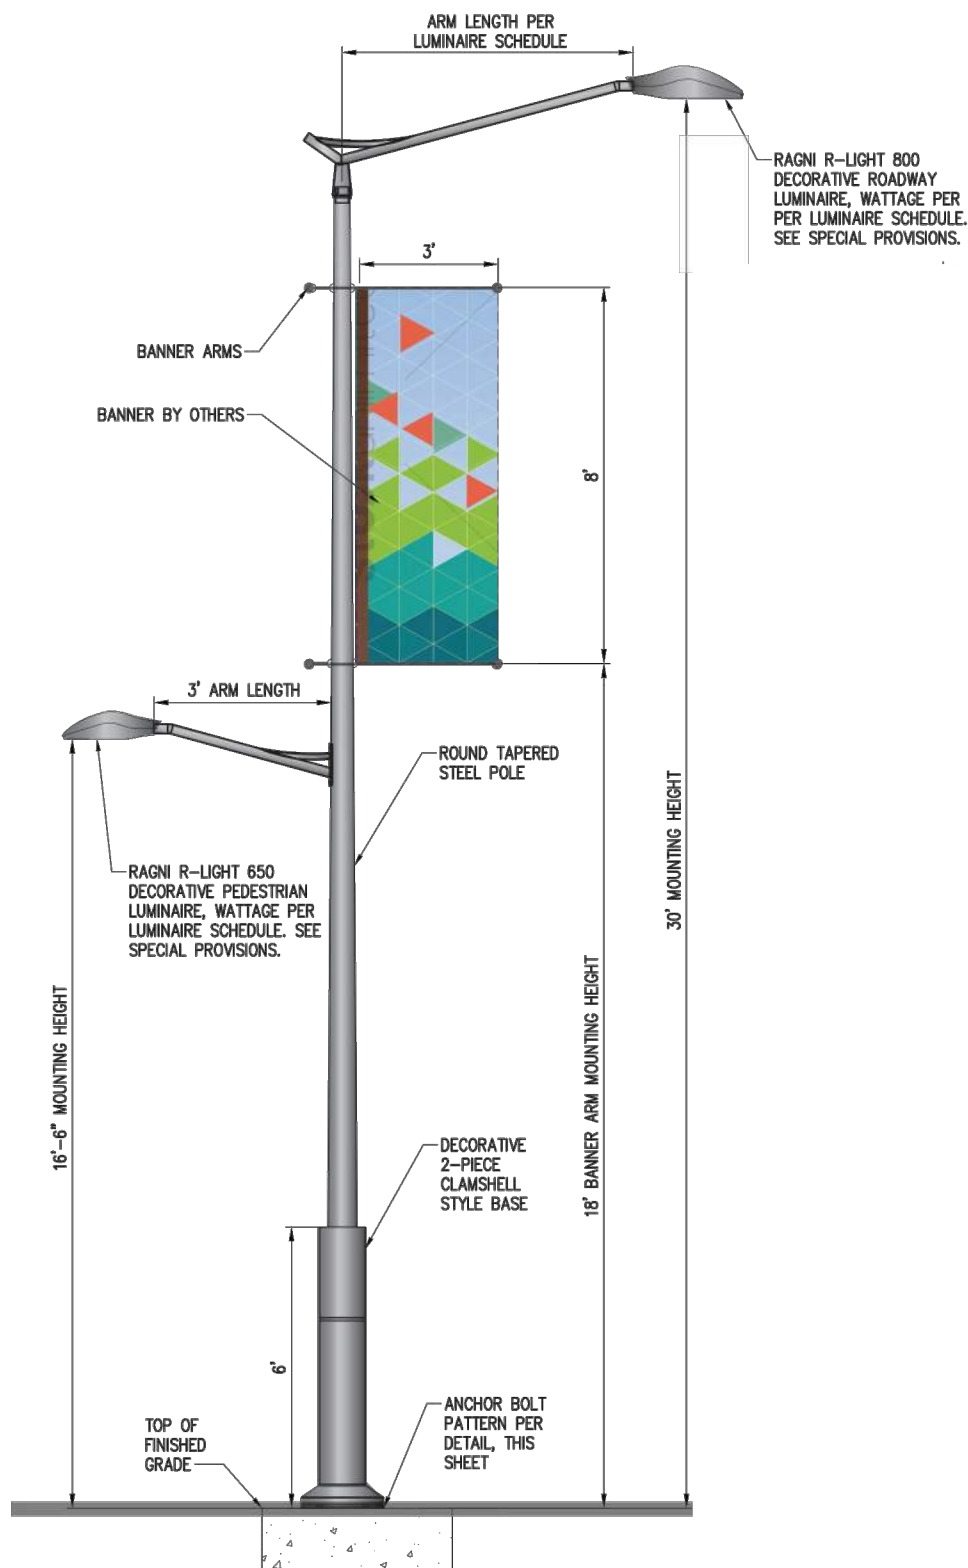 ARM LENGTH PER
LUMINAIRE SCHEDULE
RAGNI R-LIGHT 800
DECORATIVE ROADWAY
LUMINAIRE, WATTAGE PER
PER LUMINAIRE SCHEDULE.
SEE SPECIAL PROVISIONS.
3'
BANNER ARMS
BANNER BY OTHERS
8'
3' ARM LENGTH
ROUND TAPERED
STEEL POLE
30' MOUNTING HEIGHT
RAGNI R-LIGHT 650
DECORATIVE PEDESTRIAN
LUMINAIRE, WATTAGE PER
LUMINAIRE SCHEDULE. SEE
SPECIAL PROVISIONS.
16'-6" MOUNTING HEIGHT
18' BANNER ARM MOUNTING HEIGHT
DECORATIVE
2-PIECE
CLAMSHELL
STYLE BASE
6'
ANCHOR BOLT
PATTERN PER
DETAIL, THIS
SHEET
TOP OF
FINISHED
GRADE